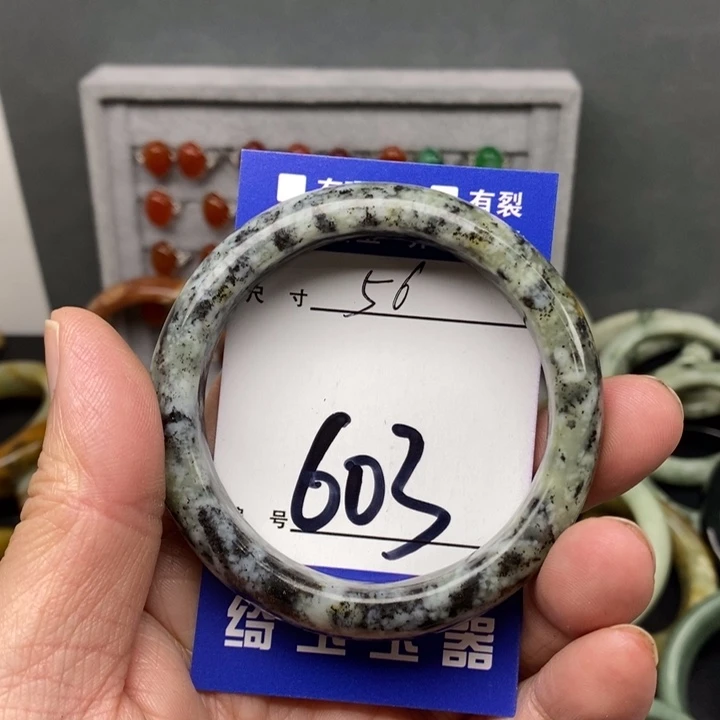 有裂
尺 寸 56
号 603
绮玉玉器